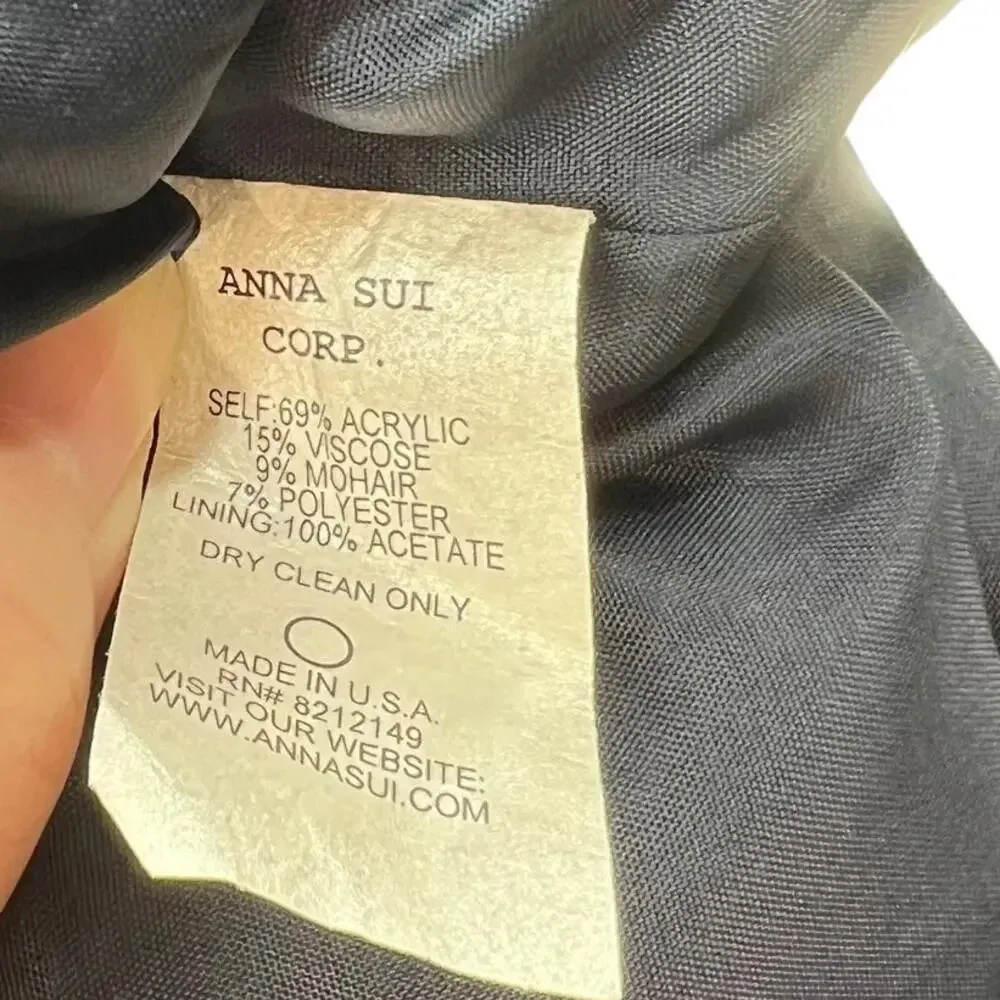 ANNA SUI
CORP.
SELF:69% ACRYLIC
15% VISCOSE
9% MOHAIR
7% POLYESTER
LINING:100% ACETATE
DRY CLEAN ONLY
MADE IN U.S.A.
RN# 8212149
VISIT OUR WEBSITE:
WWW.ANNASUI.COM